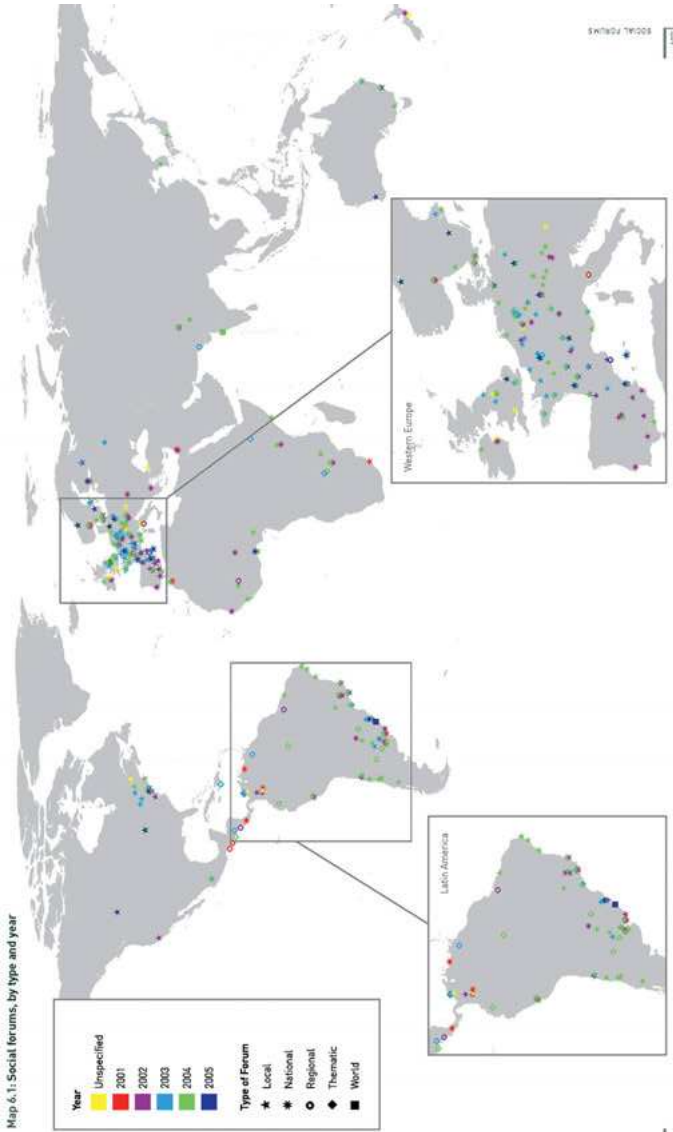 Map 6.1: Social forums, by type and year
Year
Unspecified
2001
2002
2003
2004
2005
Type of Forum
Local
National
Regional
Thematic
World
Latin America
Western Europe
SOCIAL FORUMS